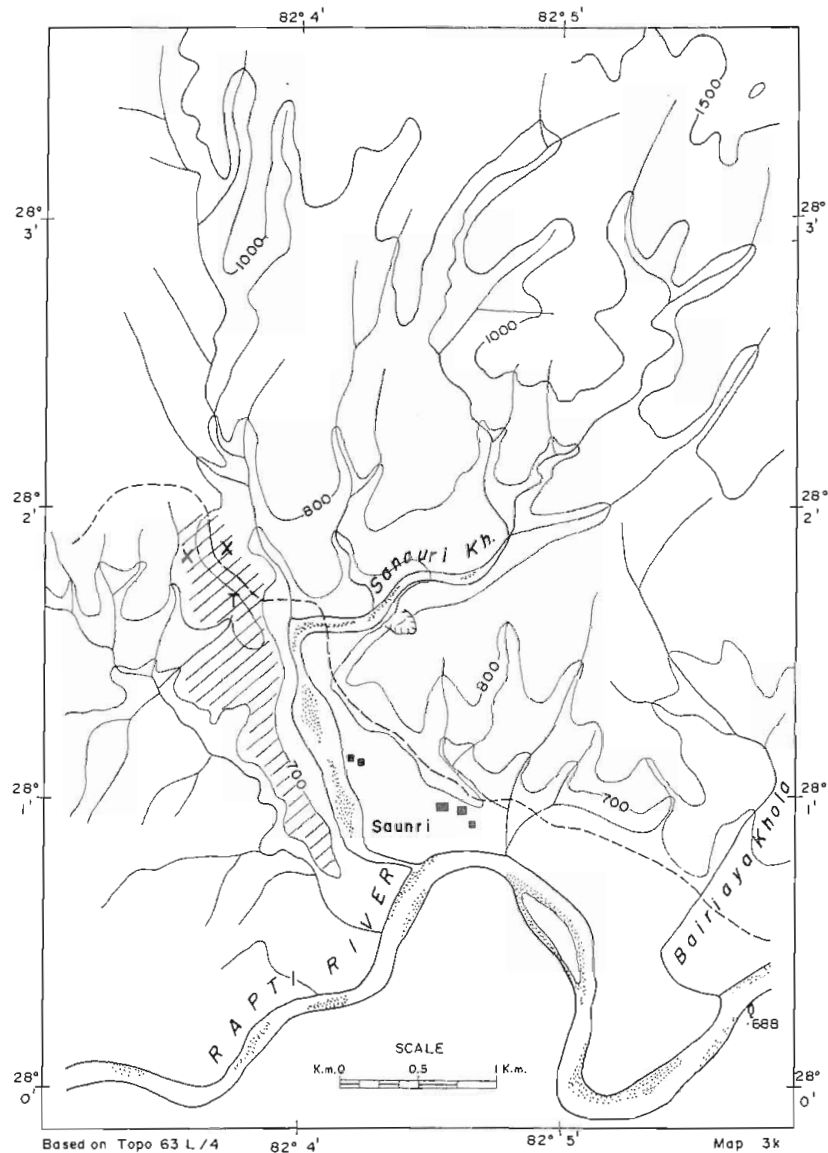 82° 4'
82° 5'
1500
28°
3'
28°
3'
1000
1000
28°
2'
28°
2'
800
Sanauri Kh.
X
X
T
800
700
28°
1'
28°
1'
700
Saunri
Bairiaya Khola
RAPTI RIVER
.688
SCALE
K.m. 0 0.5 1 K.m.
28°
0'
28°
0'
Based on Topo 63 L/4
82° 4'
82° 5'
Map 3k